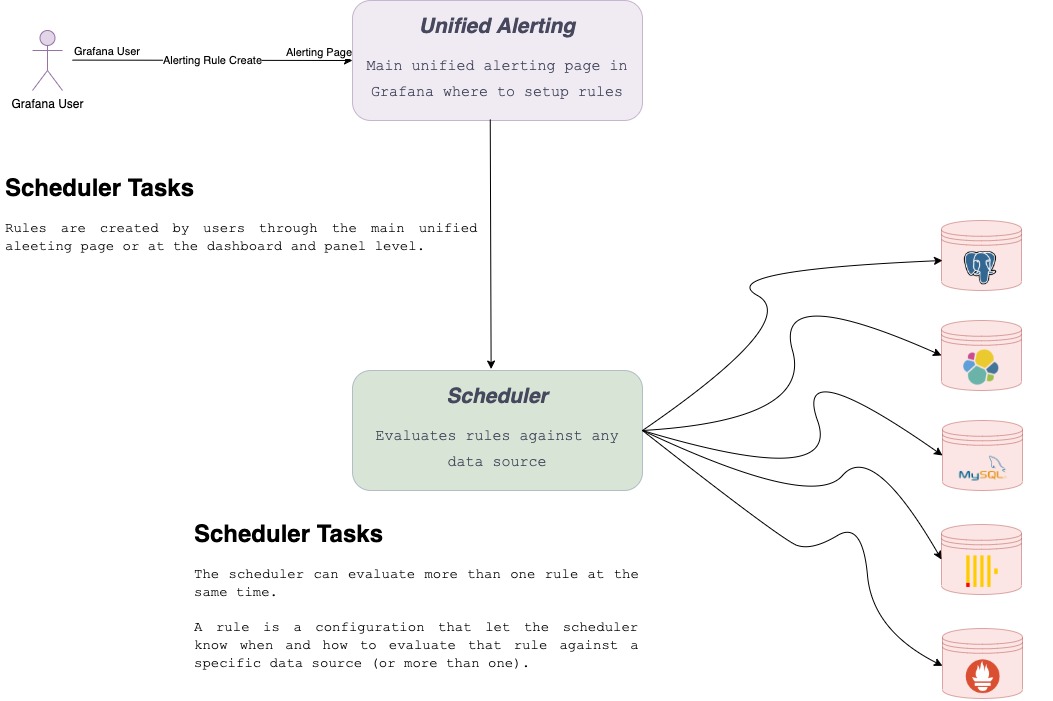 Unified Alerting
Main unified alerting page in
Grafana where to setup rules
Grafana User
Alerting Rule Create
Alerting Page
Grafana User
Scheduler Tasks
Rules are created by users through the main unified
aleeting page or at the dashboard and panel level.
Scheduler
Evaluates rules against any
data source
MySQL
Scheduler Tasks
The scheduler can evaluate more than one rule at the
same time.
A rule is a configuration that let the scheduler
know when and how to evaluate that rule against a
specific data source (or more than one).